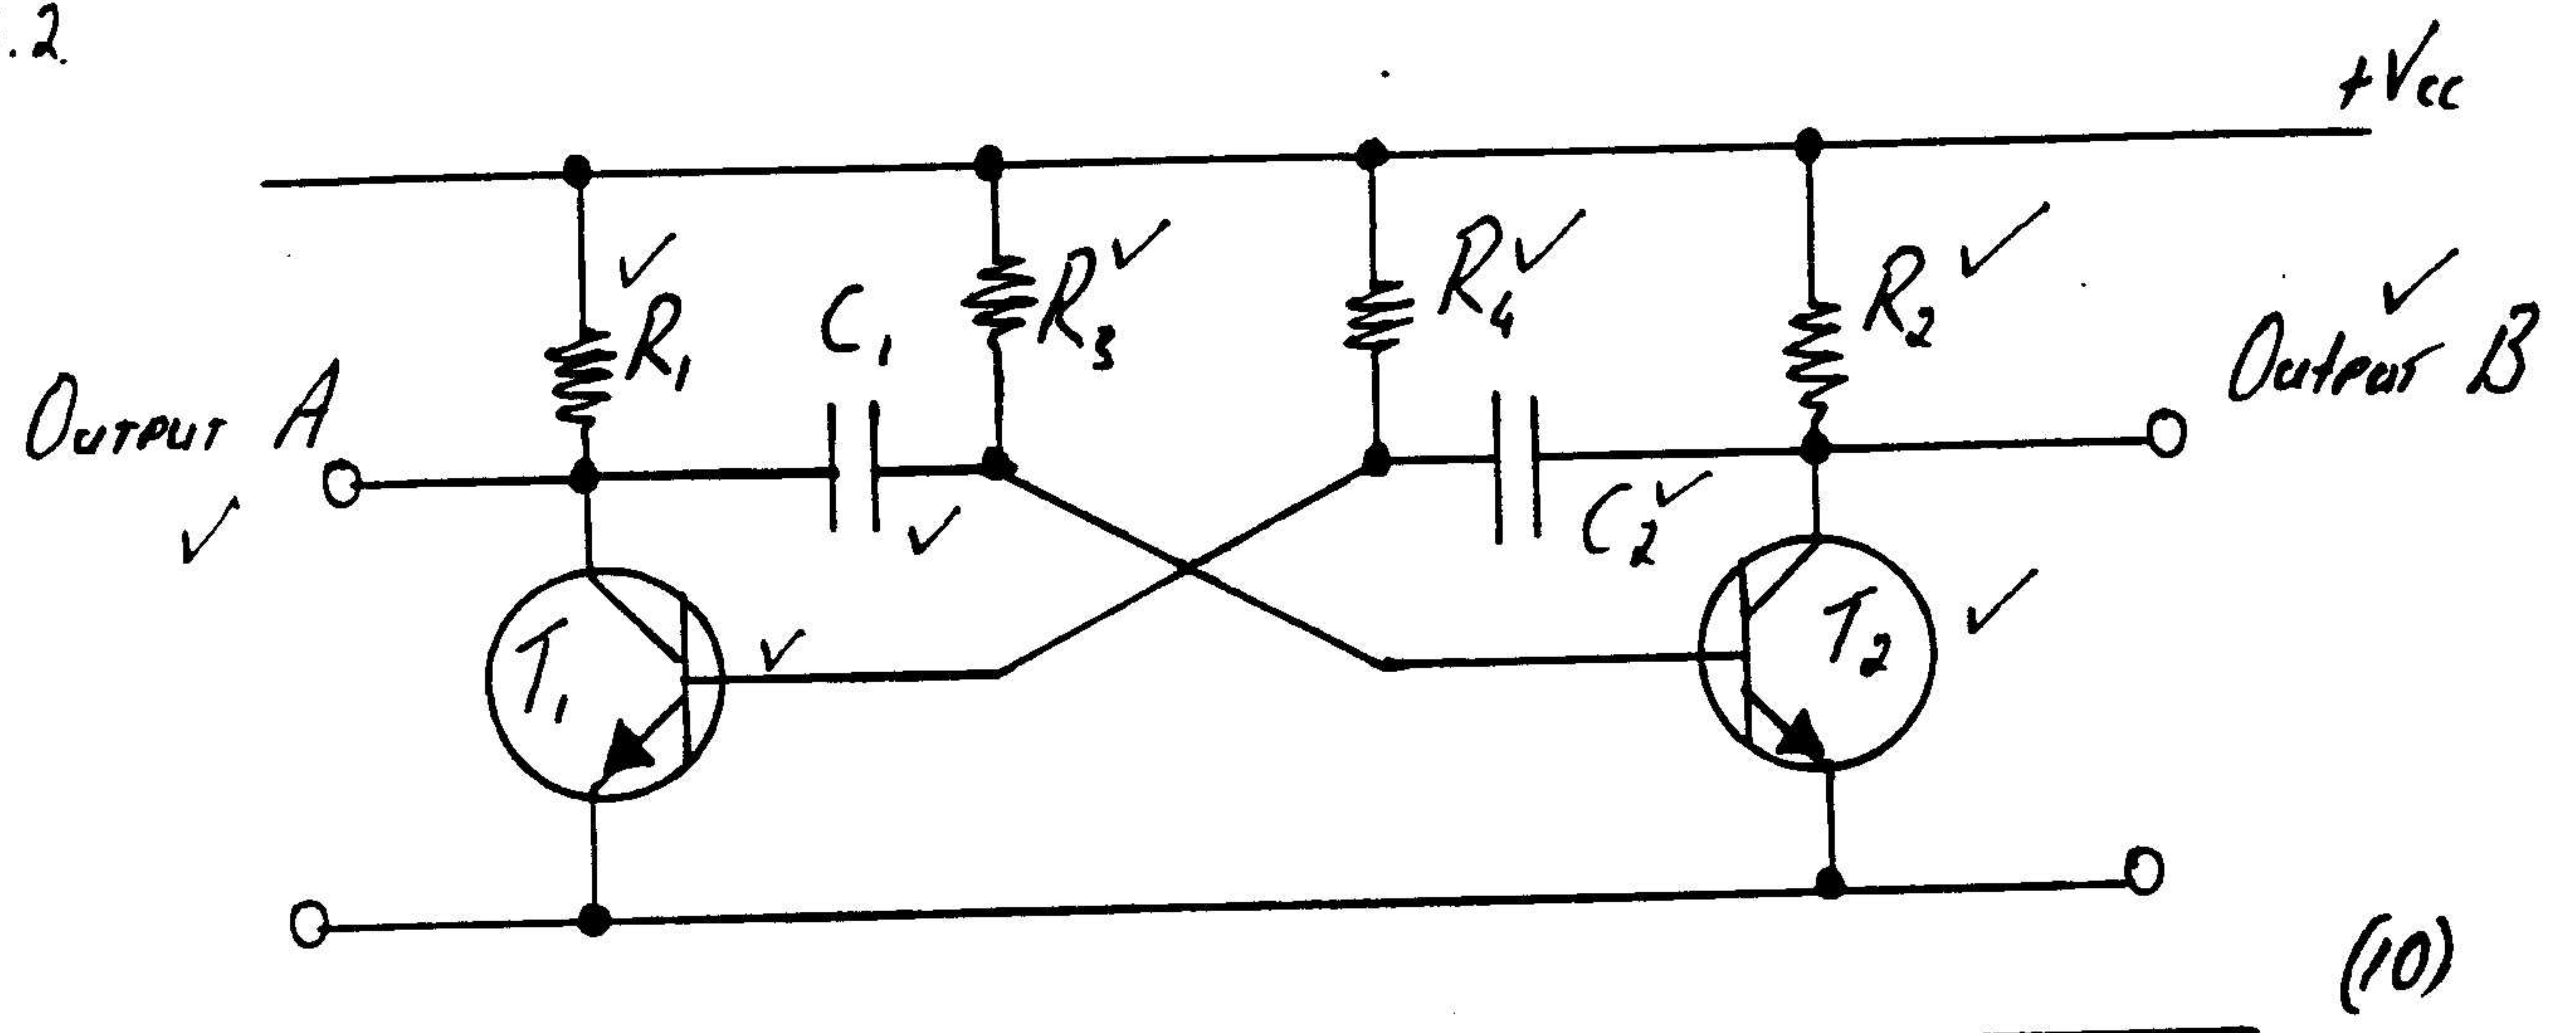 .2.
+Vcc
R1
C1
R3
R4
R2
Output A
Output B
C2
T1
T2
(10)